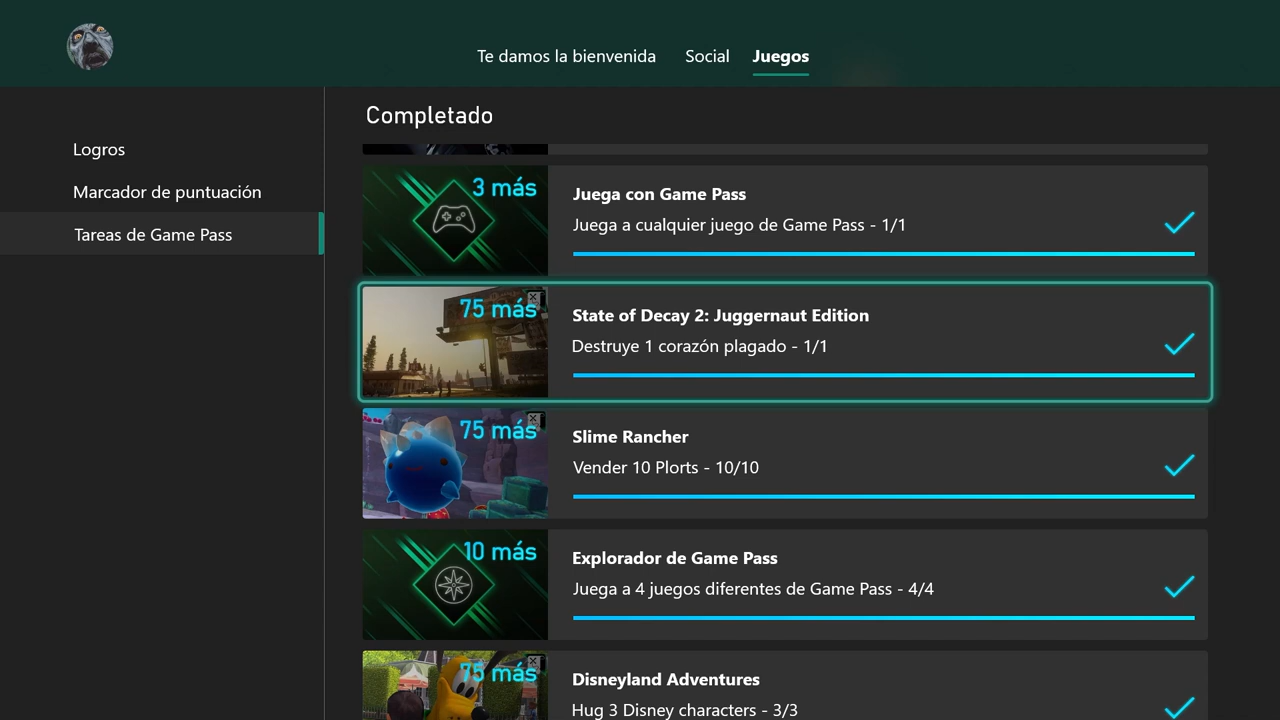 Te damos la bienvenida
Social
Juegos
Logros
Marcador de puntuación
Tareas de Game Pass
Completado
3 más
Juega con Game Pass
Juega a cualquier juego de Game Pass - 1/1
75 más
State of Decay 2: Juggernaut Edition
Destruye 1 corazón plagado - 1/1
75 más
Slime Rancher
Vender 10 Plorts - 10/10
10 más
Explorador de Game Pass
Juega a 4 juegos diferentes de Game Pass - 4/4
75 más
Disneyland Adventures
Hug 3 Disney characters - 3/3